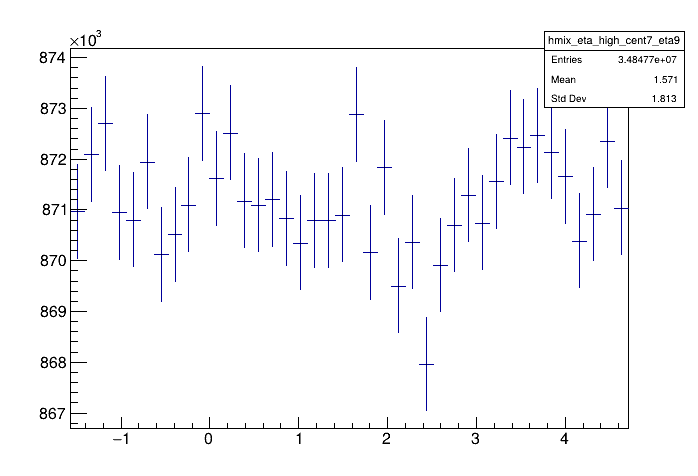 ×10³
hmix_eta_high_cent7_eta9
Entries 3.48477e+07
Mean 1.571
Std Dev 1.813
874
873
872
871
870
869
868
867
−1 0 1 2 3 4